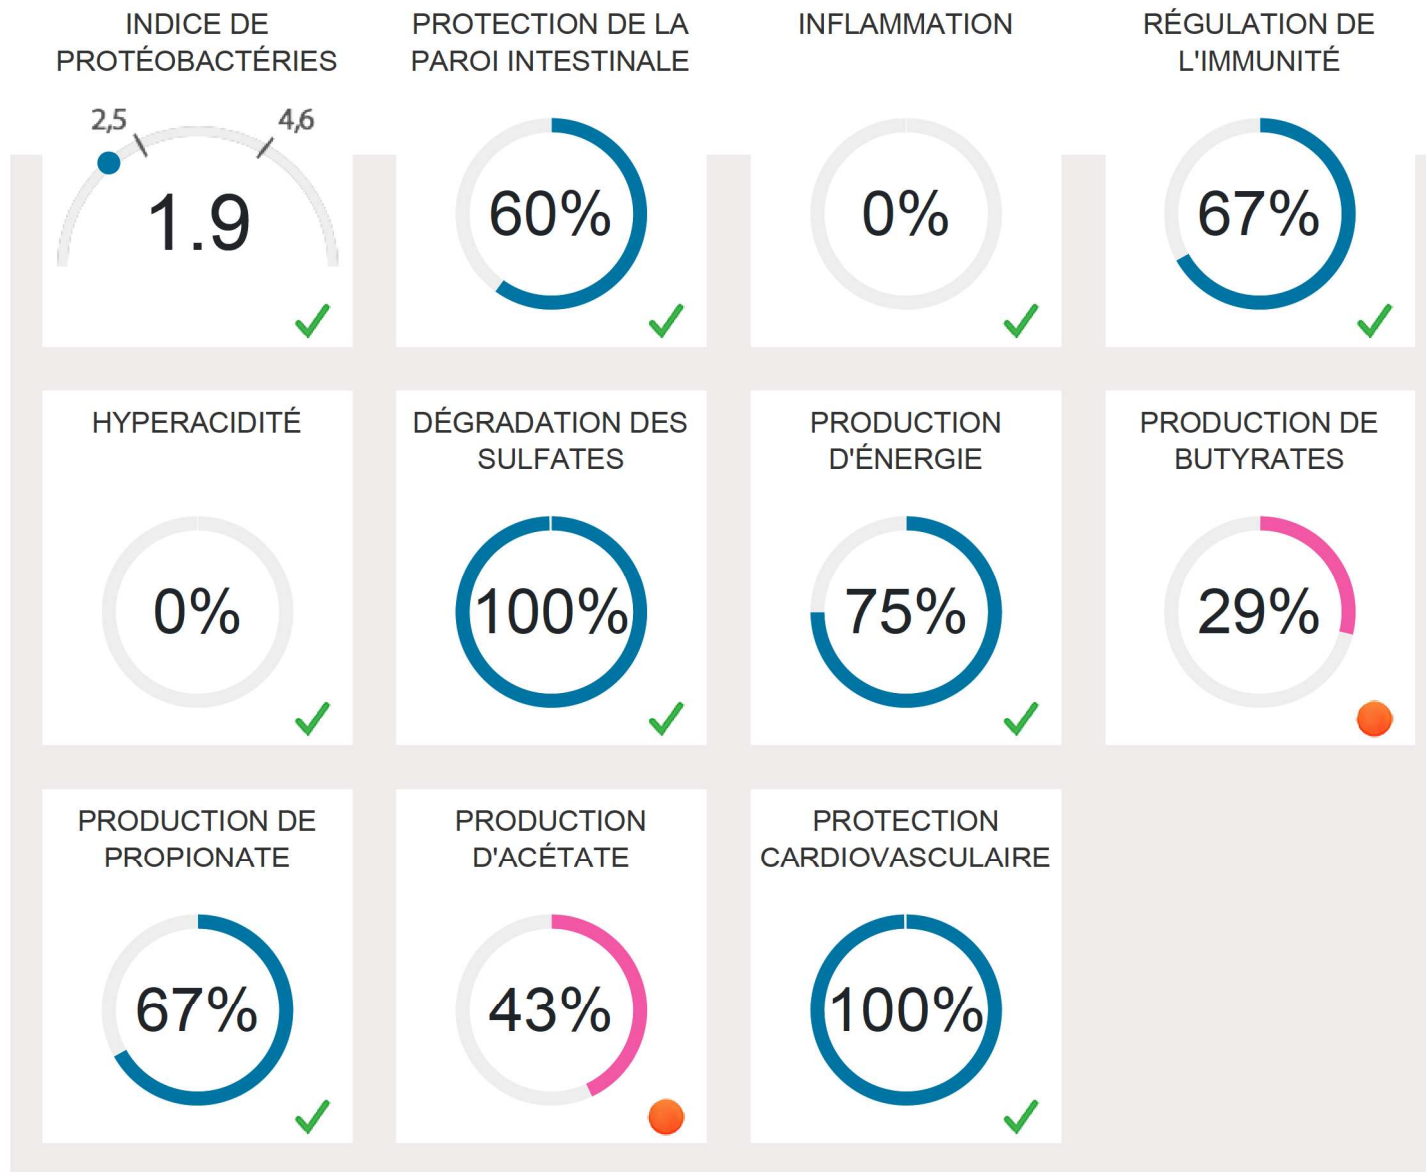 INDICE DE
PROTÉOBACTÉRIES
2,5
4,6
1.9
PROTECTION DE LA
PAROI INTESTINALE
60%
INFLAMMATION
0%
RÉGULATION DE
L'IMMUNITÉ
67%
HYPERACIDITÉ
0%
DÉGRADATION DES
SULFATES
100%
PRODUCTION
D'ÉNERGIE
75%
PRODUCTION DE
BUTYRATES
29%
PRODUCTION DE
PROPIONATE
67%
PRODUCTION
D'ACÉTATE
43%
PROTECTION
CARDIOVASCULAIRE
100%